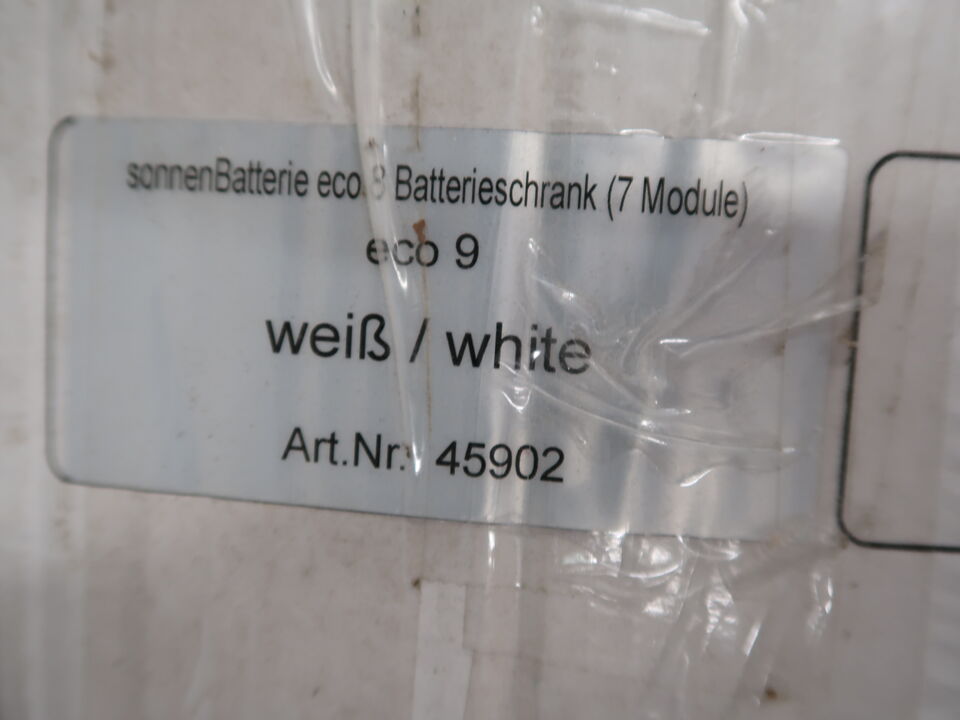 sonnenBatterie eco 8 Batterieschrank (7 Module)
eco 9
weiß / white
Art.Nr.: 45902